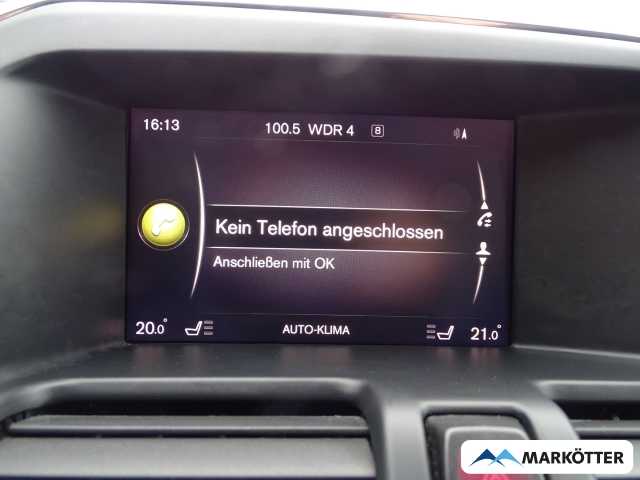 16:13 100.5 WDR 4 8
Kein Telefon angeschlossen
Anschließen mit OK
20.0° AUTO-KLIMA 21.0°
MARKÖTTER